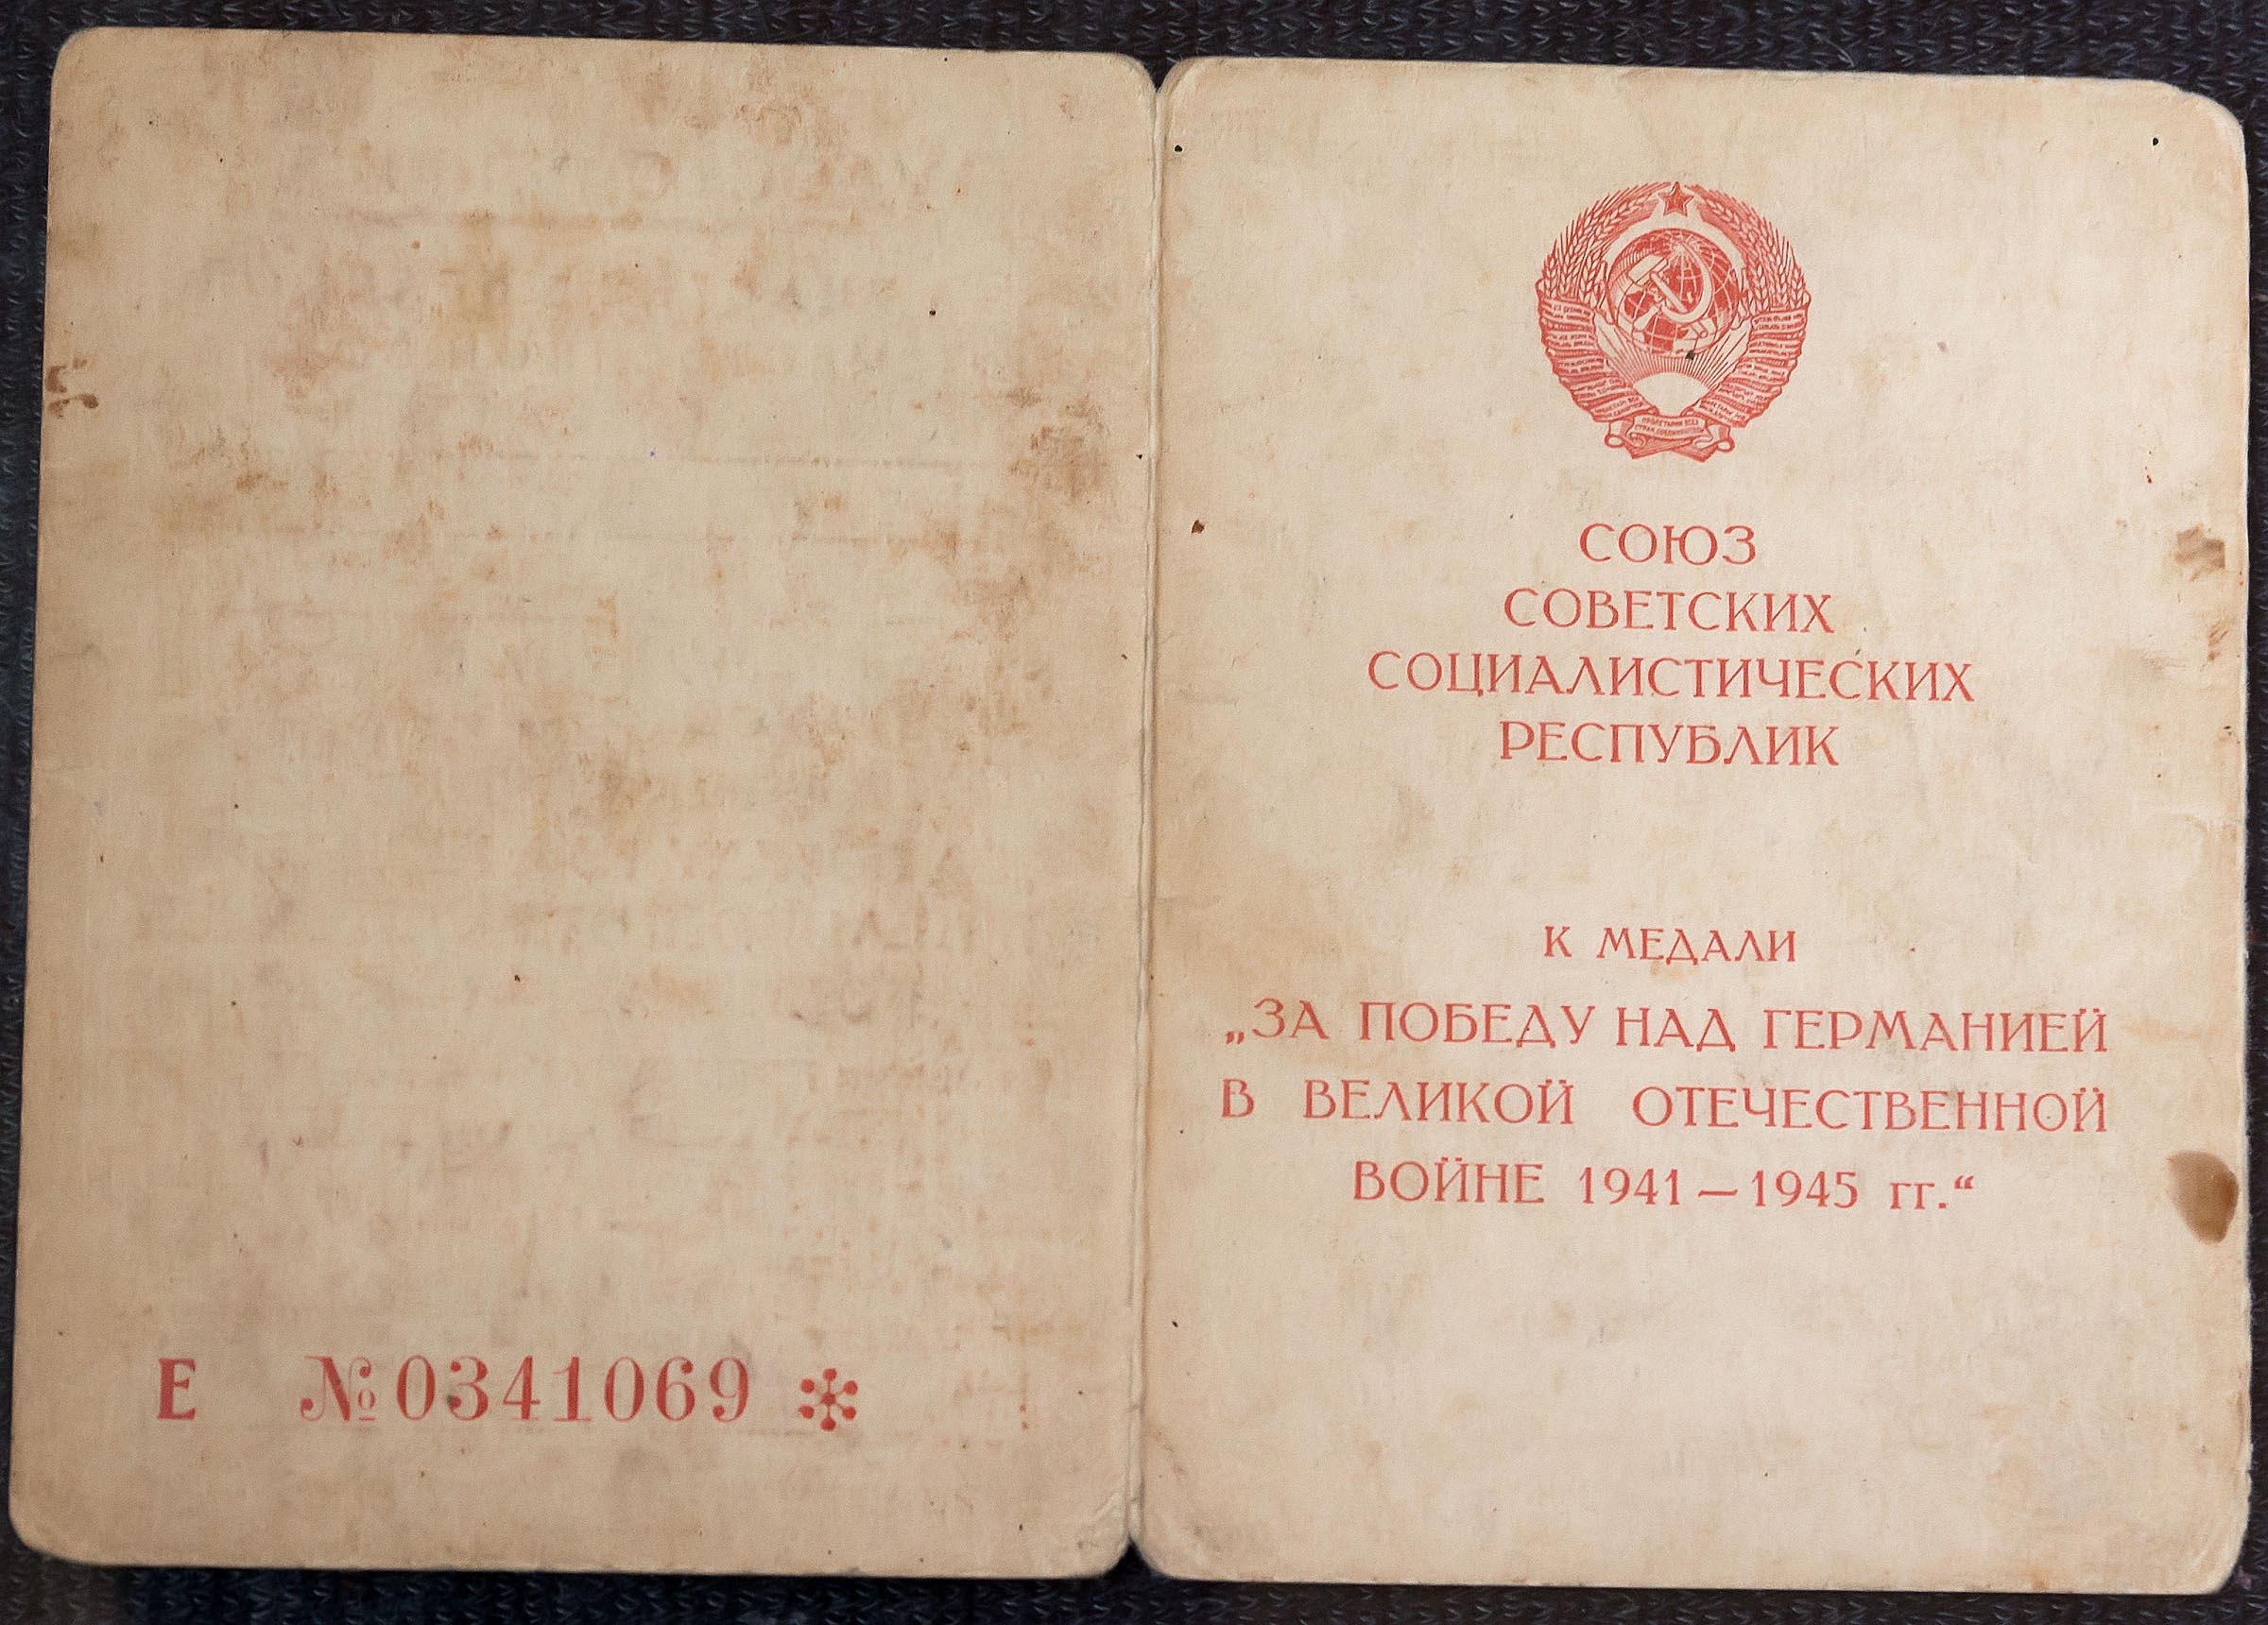 Е №0341069
СОЮЗ
СОВЕТСКИХ
СОЦИАЛИСТИЧЕСКИХ
РЕСПУБЛИК
К МЕДАЛИ
„ЗА ПОБЕДУ НАД ГЕРМАНИЕЙ
В ВЕЛИКОЙ ОТЕЧЕСТВЕННОЙ
ВОЙНЕ 1941—1945 гг.“